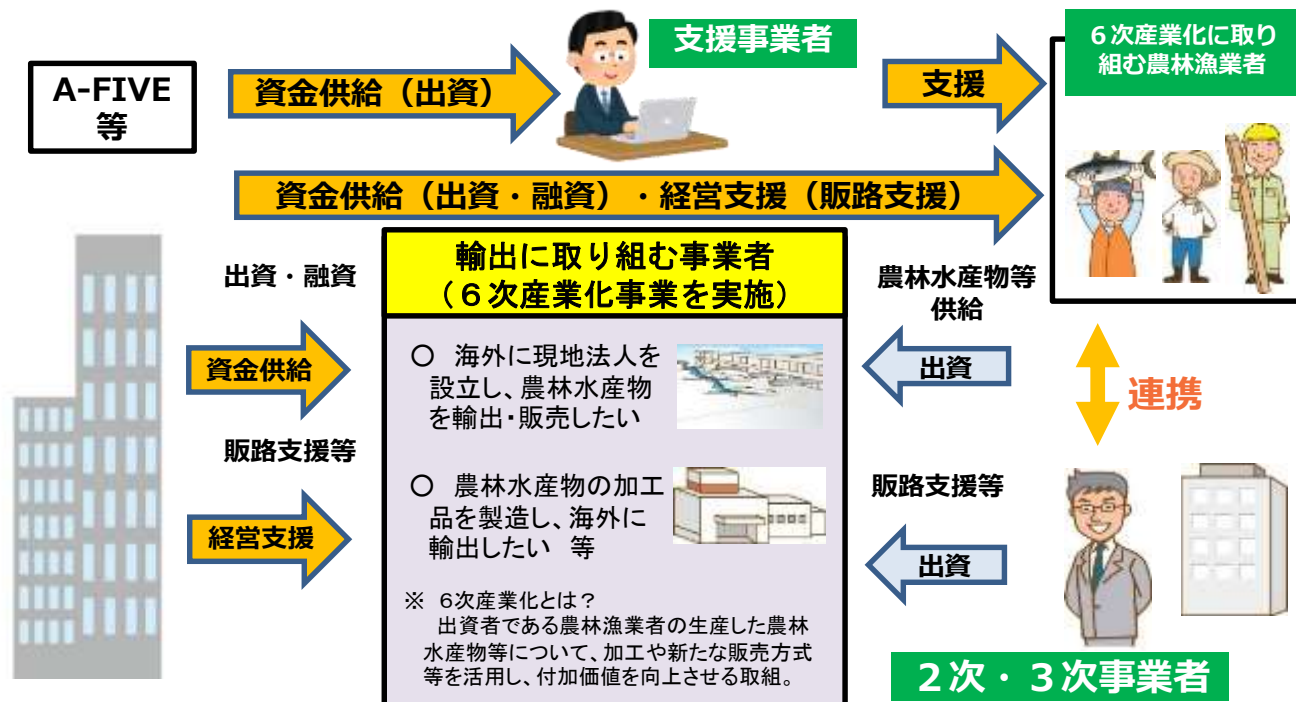 A-FIVE
等
資金供給（出資）
支援事業者
支援
６次産業化に取り
組む農林漁業者
資金供給（出資・融資）・経営支援（販路支援）
出資・融資
資金供給
販路支援等
経営支援
輸出に取り組む事業者
（６次産業化事業を実施）
○ 海外に現地法人を
設立し、農林水産物
を輸出・販売したい
○ 農林水産物の加工
品を製造し、海外に
輸出したい 等
※ ６次産業化とは？
出資者である農林漁業者の生産した農林
水産物等について、加工や新たな販売方式
等を活用し、付加価値を向上させる取組。
農林水産物等
供給
出資
連携
販路支援等
出資
２次・３次事業者